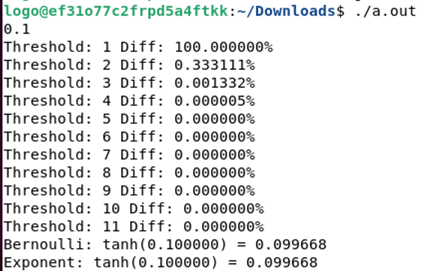 logo@ef31o77c2frpd5a4ftkk:~/Downloads$ ./a.out
0.1
Threshold: 1 Diff: 100.000000%
Threshold: 2 Diff: 0.333111%
Threshold: 3 Diff: 0.001332%
Threshold: 4 Diff: 0.000005%
Threshold: 5 Diff: 0.000000%
Threshold: 6 Diff: 0.000000%
Threshold: 7 Diff: 0.000000%
Threshold: 8 Diff: 0.000000%
Threshold: 9 Diff: 0.000000%
Threshold: 10 Diff: 0.000000%
Threshold: 11 Diff: 0.000000%
Bernoulli: tanh(0.100000) = 0.099668
Exponent: tanh(0.100000) = 0.099668